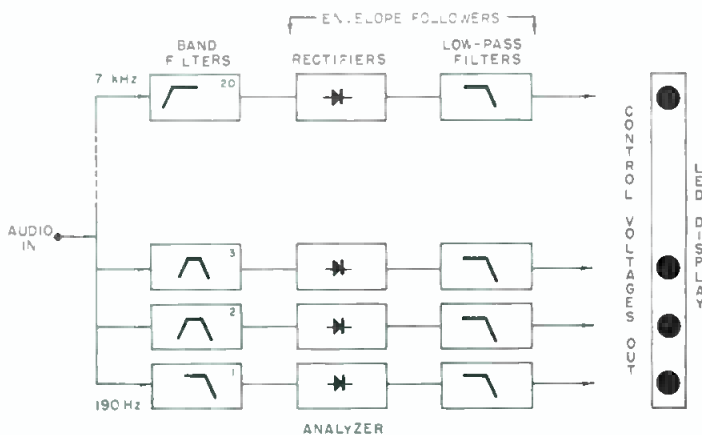 ENVELOPE FOLLOWERS
BAND
FILTERS
RECTIFIERS
LOW-PASS
FILTERS
7 kHz
20
AUDIO
IN
3
2
1
190 Hz
CONTROL VOLTAGES OUT
LED DISPLAY
ANALYZER